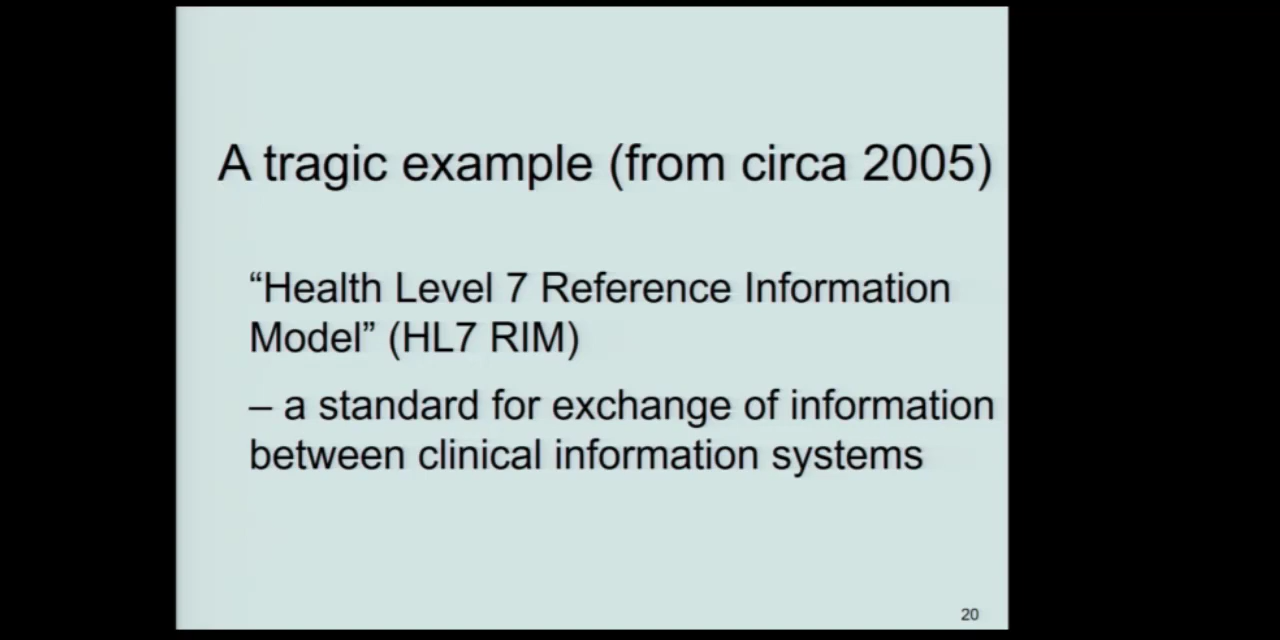 A tragic example (from circa 2005)
“Health Level 7 Reference Information
Model” (HL7 RIM)
– a standard for exchange of information
between clinical information systems
20